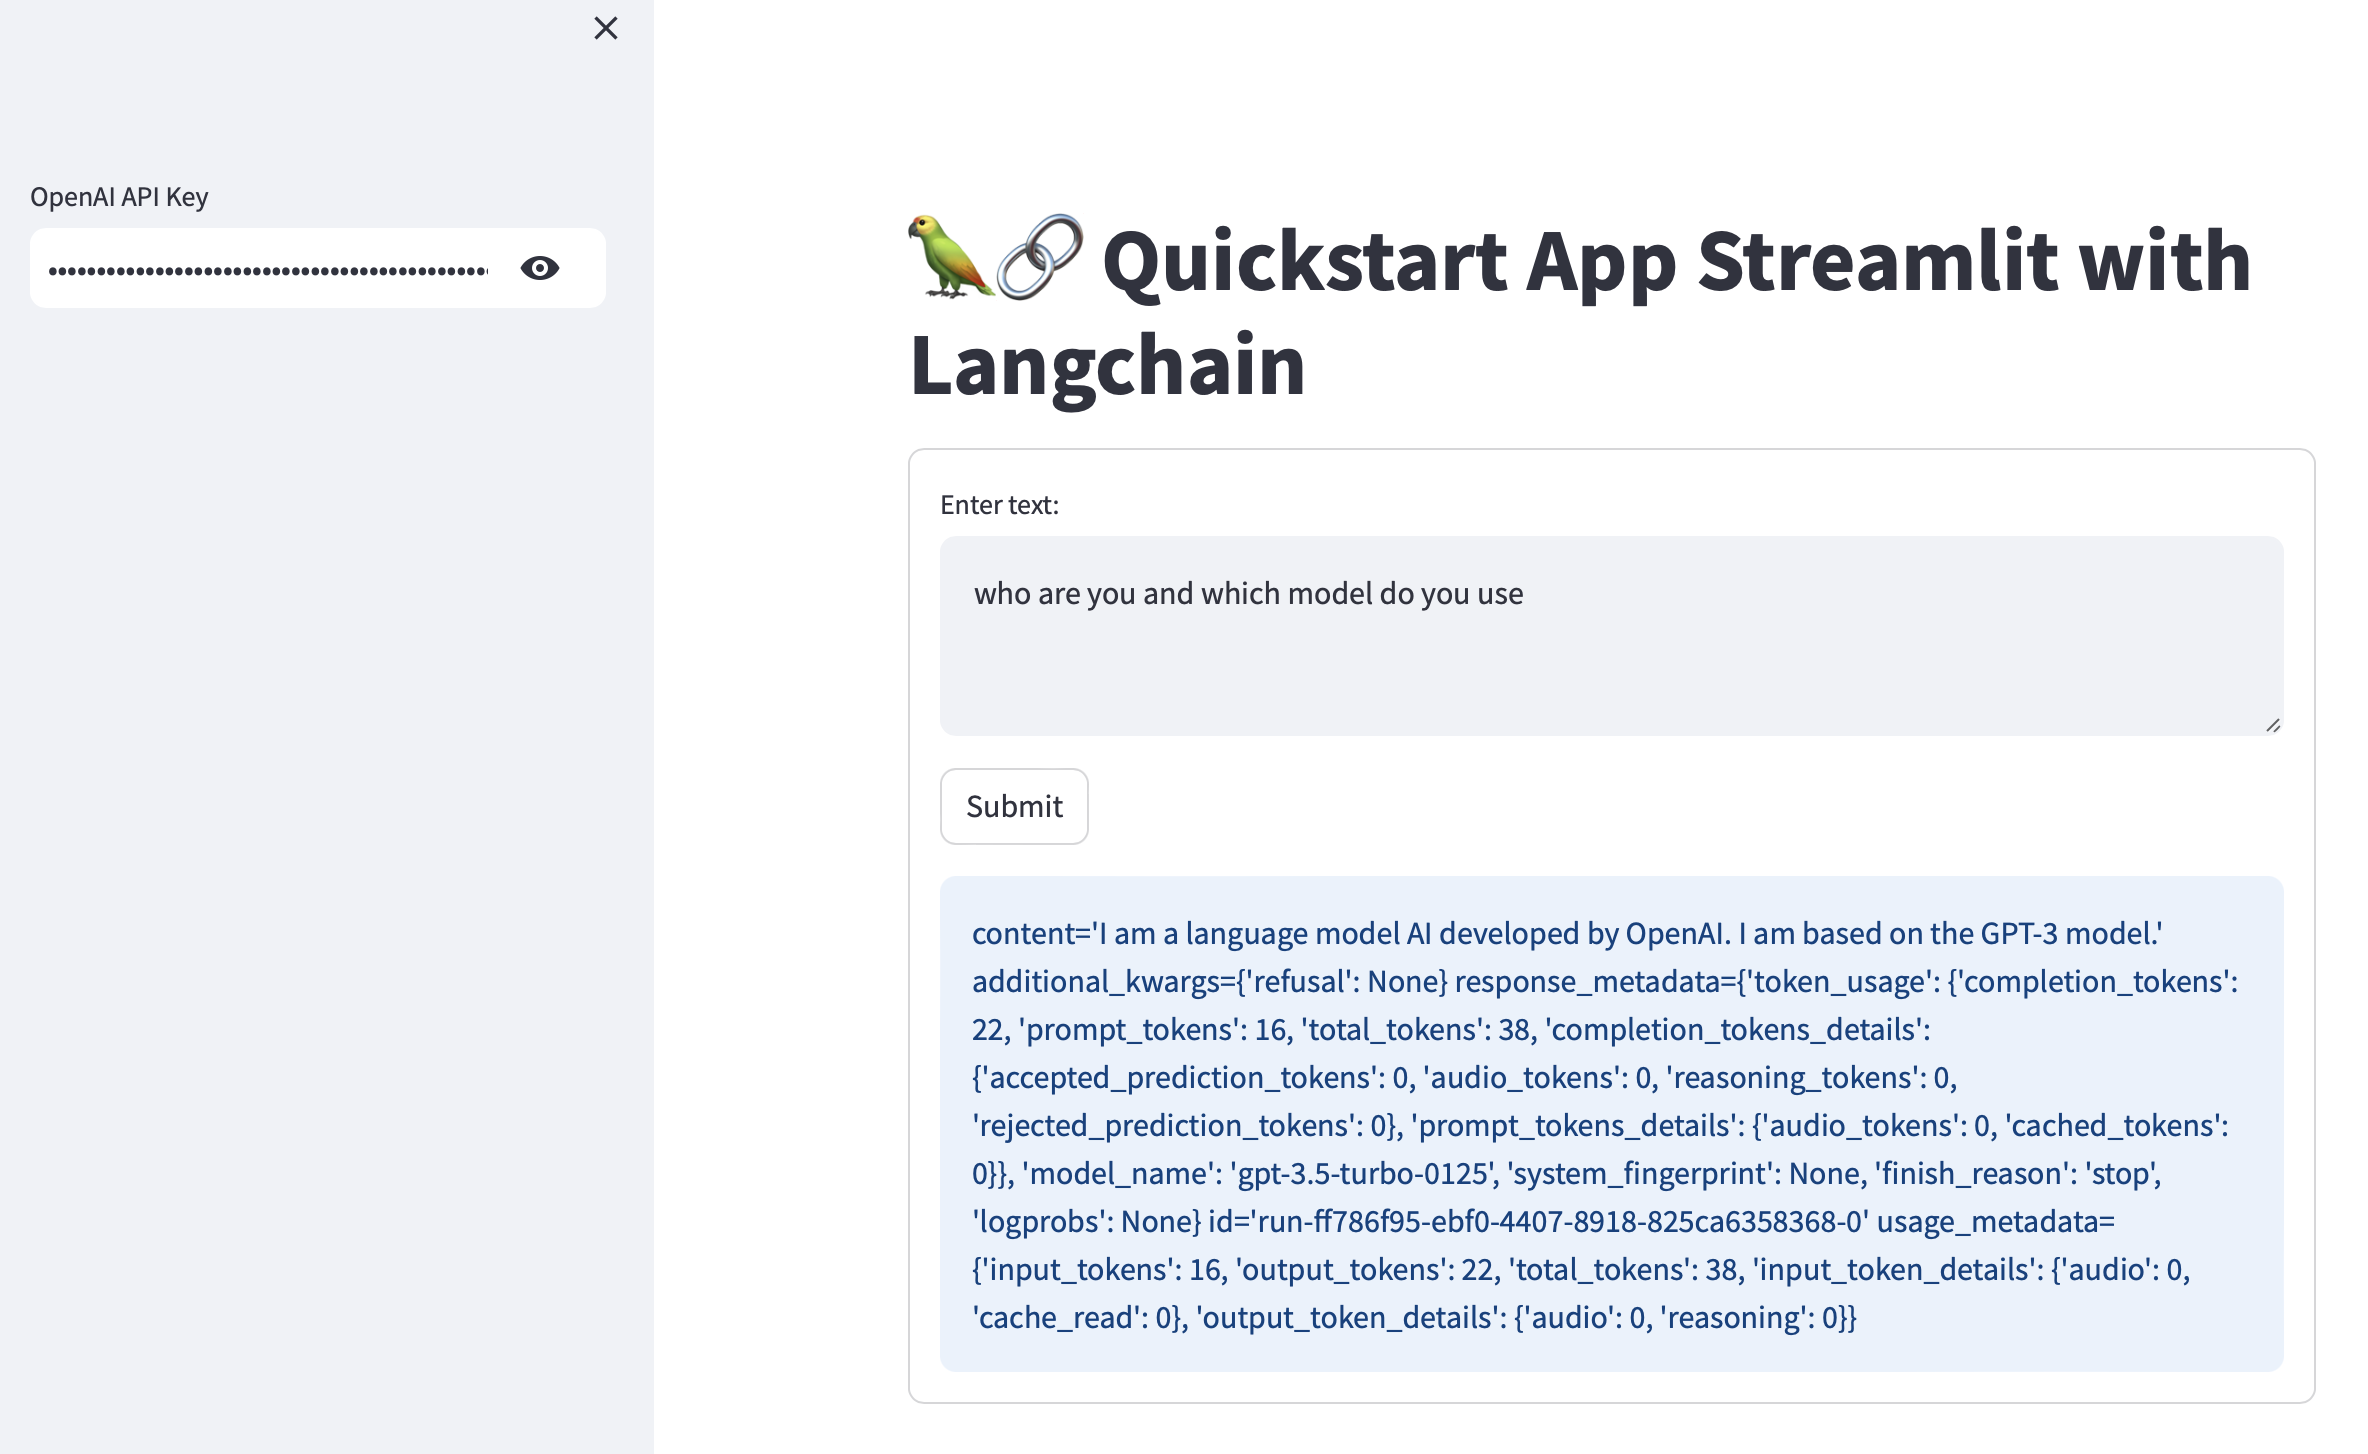 OpenAI API Key
Quickstart App Streamlit with
Langchain
Enter text:
who are you and which model do you use
Submit
content='I am a language model AI developed by OpenAI. I am based on the GPT-3 model.'
additional_kwargs={'refusal': None} response_metadata={'token_usage': {'completion_tokens':
22, 'prompt_tokens': 16, 'total_tokens': 38, 'completion_tokens_details':
{'accepted_prediction_tokens': 0, 'audio_tokens': 0, 'reasoning_tokens': 0,
'rejected_prediction_tokens': 0}, 'prompt_tokens_details': {'audio_tokens': 0, 'cached_tokens':
0}}, 'model_name': 'gpt-3.5-turbo-0125', 'system_fingerprint': None, 'finish_reason': 'stop',
'logprobs': None} id='run-ff786f95-ebf0-4407-8918-825ca6358368-0' usage_metadata=
{'input_tokens': 16, 'output_tokens': 22, 'total_tokens': 38, 'input_token_details': {'audio': 0,
'cache_read': 0}, 'output_token_details': {'audio': 0, 'reasoning': 0}}